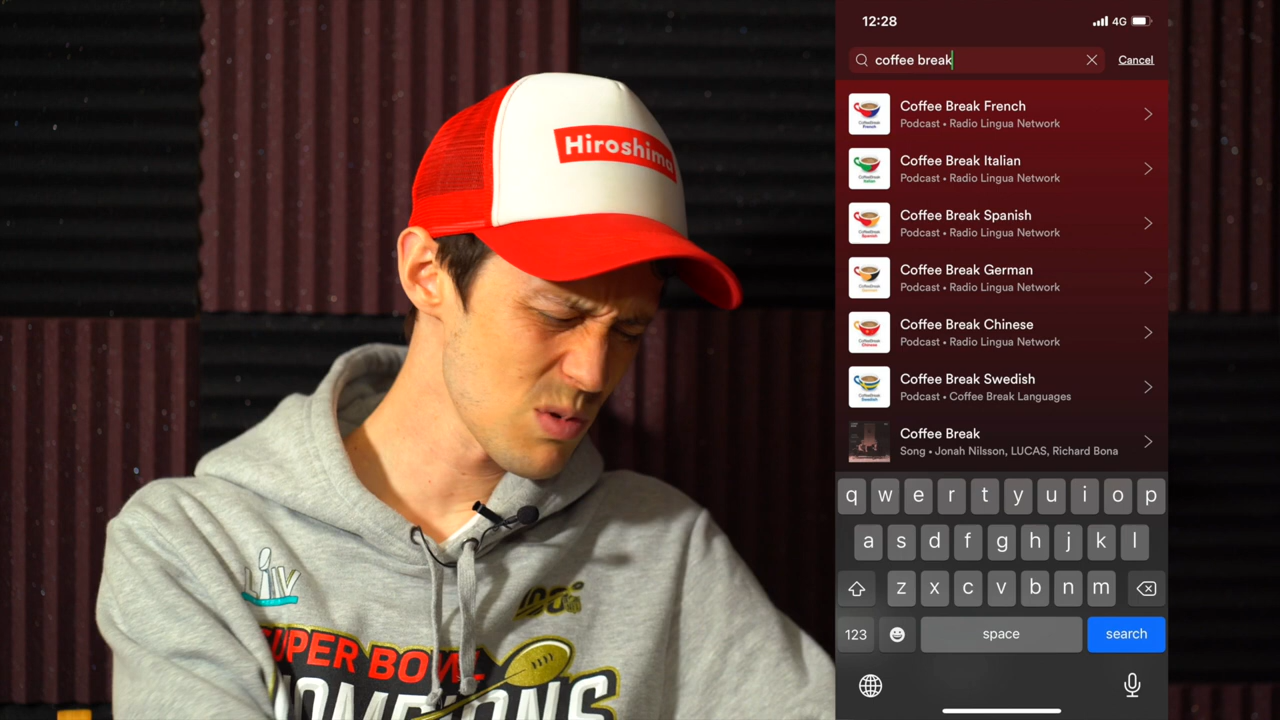 Hiroshima
LIV
100
SUPER BOWL
CHAMPIONS
12:28
4G
coffee break
Cancel
Coffee Break French
Podcast • Radio Lingua Network
Coffee Break Italian
Podcast • Radio Lingua Network
Coffee Break Spanish
Podcast • Radio Lingua Network
Coffee Break German
Podcast • Radio Lingua Network
Coffee Break Chinese
Podcast • Radio Lingua Network
Coffee Break Swedish
Podcast • Coffee Break Languages
Coffee Break
Song • Jonah Nilsson, LUCAS, Richard Bona
q w e r t y u i o p
a s d f g h j k l
z x c v b n m
123 space search